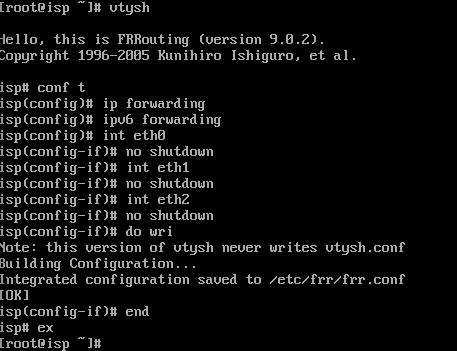 [root@isp ~]# vtysh
Hello, this is FRRouting (version 9.0.2).
Copyright 1996-2005 Kunihiro Ishiguro, et al.
isp# conf t
isp(config)# ip forwarding
isp(config)# ipv6 forwarding
isp(config)# int eth0
isp(config-if)# no shutdown
isp(config-if)# int eth1
isp(config-if)# no shutdown
isp(config-if)# int eth2
isp(config-if)# no shutdown
isp(config-if)# do wri
Note: this version of vtysh never writes vtysh.conf
Building Configuration...
Integrated configuration saved to /etc/frr/frr.conf
[OK]
isp(config-if)# end
isp# ex
[root@isp ~]#